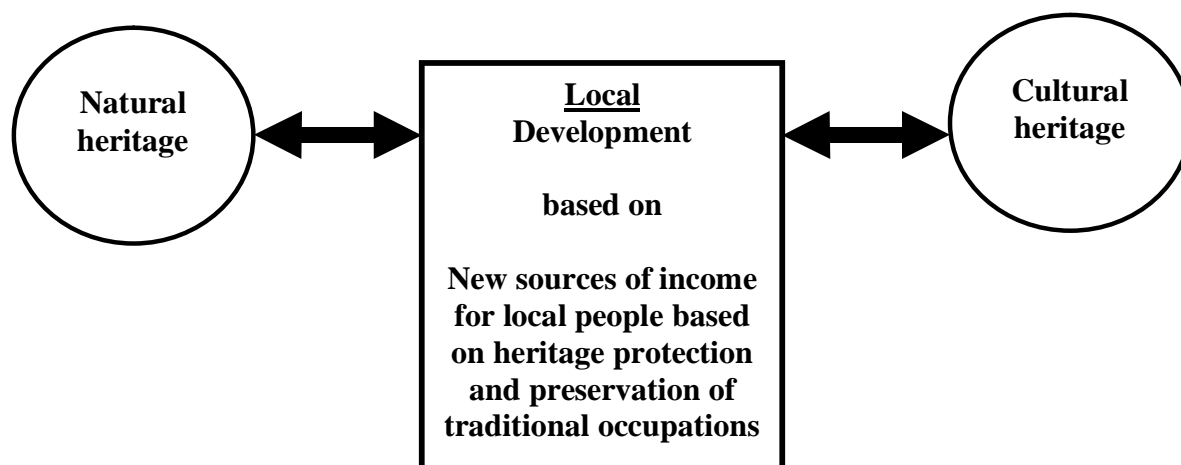 Natural
heritage
Local
Development
based on
New sources of income
for local people based
on heritage protection
and preservation of
traditional occupations
Cultural
heritage